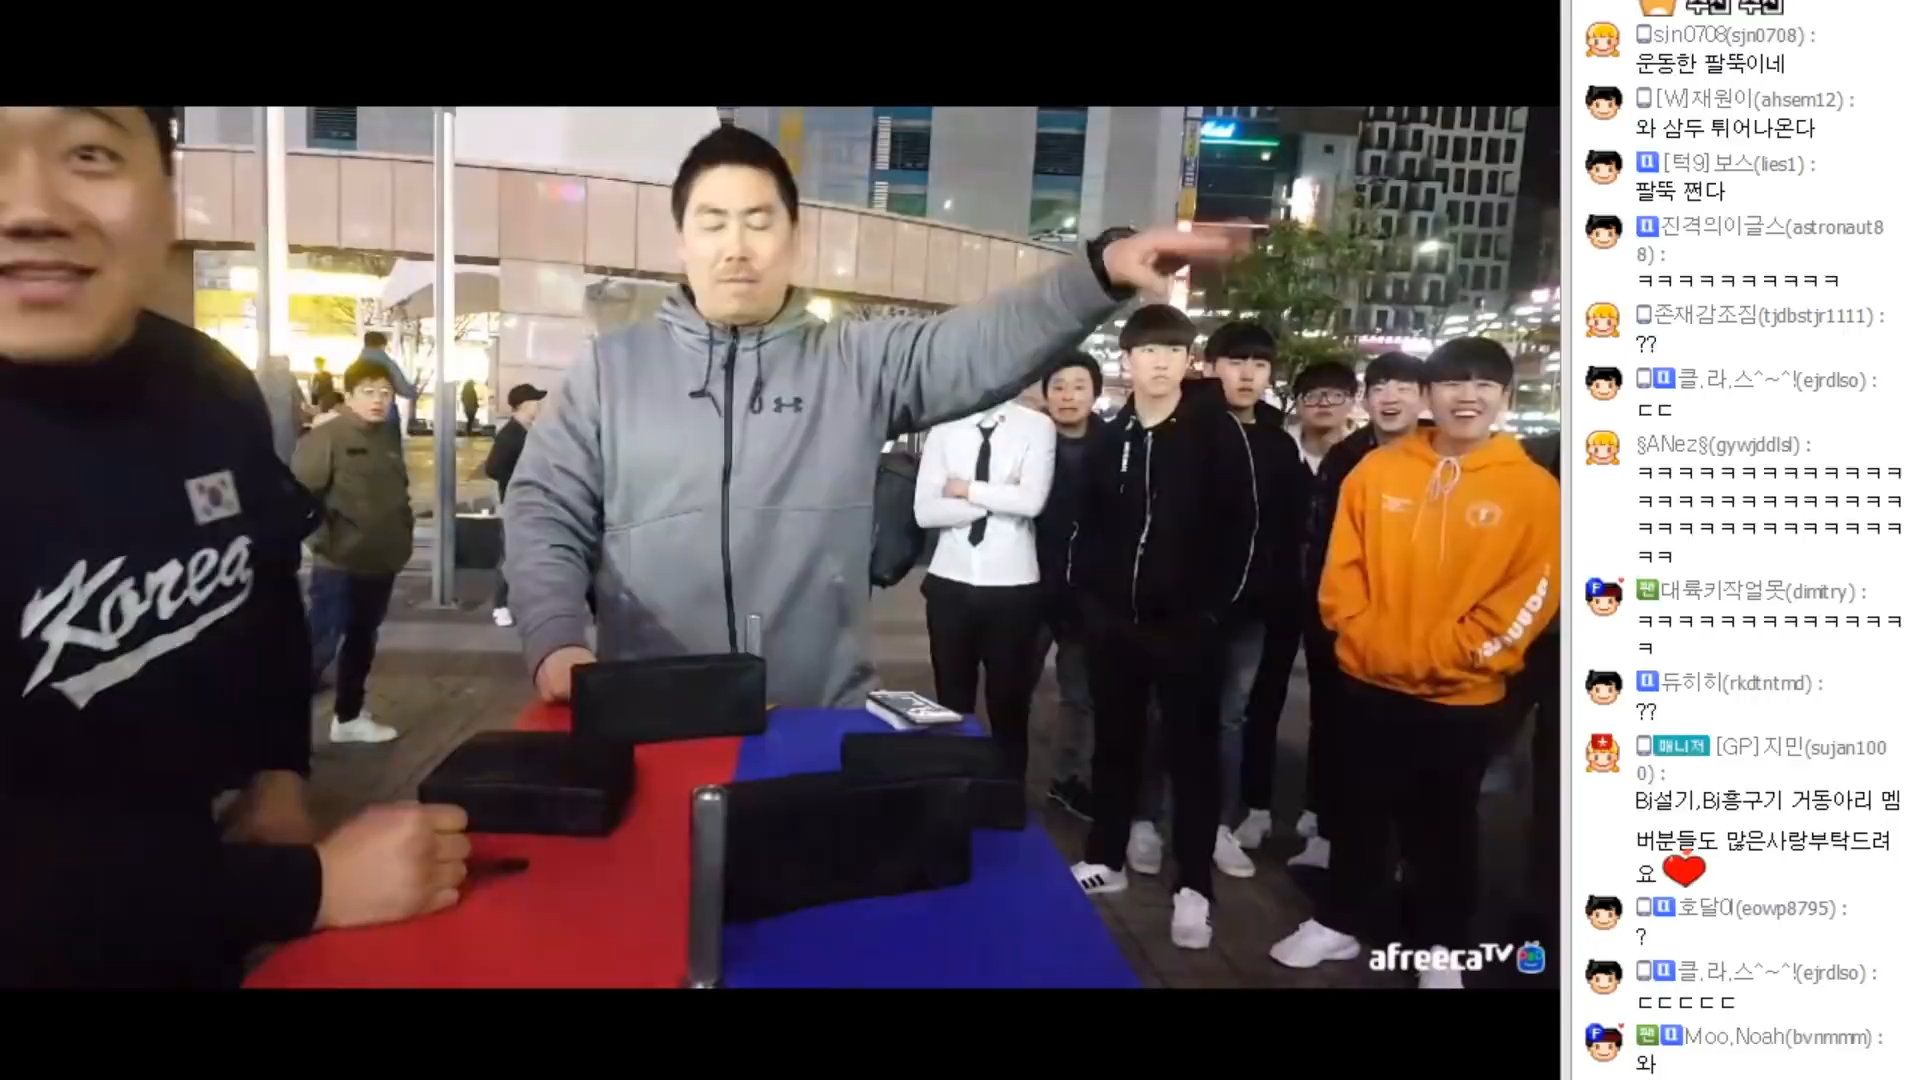 Korea
afreecaTV
sjn0708(sjn0708) :
운동한 팔뚝이네
[W]재원이(ahsem12) :
와 삼두 튀어나온다
[턱9]보스(lies1) :
팔뚝 쩐다
진격의이글스(astronaut8
8) :
ㅋㅋㅋㅋㅋㅋㅋㅋㅋㅋ
존재감조짐(tjdbstjr1111) :
??
클.라.스^~^!(ejrdlso) :
ㄷㄷ
§ANez§(gywjddlsl) :
ㅋㅋㅋㅋㅋㅋㅋㅋㅋㅋㅋㅋㅋ
ㅋㅋㅋㅋㅋㅋㅋㅋㅋㅋㅋㅋㅋ
ㅋㅋㅋㅋㅋㅋㅋㅋㅋㅋㅋㅋㅋ
ㅋㅋ
팬 대륙키작얼못(dimitry) :
ㅋㅋㅋㅋㅋㅋㅋㅋㅋㅋㅋㅋㅋ
ㅋ
듀히히(rkdtntmd) :
??
매니저 [GP]지민(sujan100
0) :
Bj설기,Bj흥구기 거동아리 멤
버분들도 많은사랑부탁드려
요
호달이(eowp8795) :
?
클.라.스^~^!(ejrdlso) :
ㄷㄷㄷㄷㄷ
팬 Moo,Noah(bvnmmm) :
와